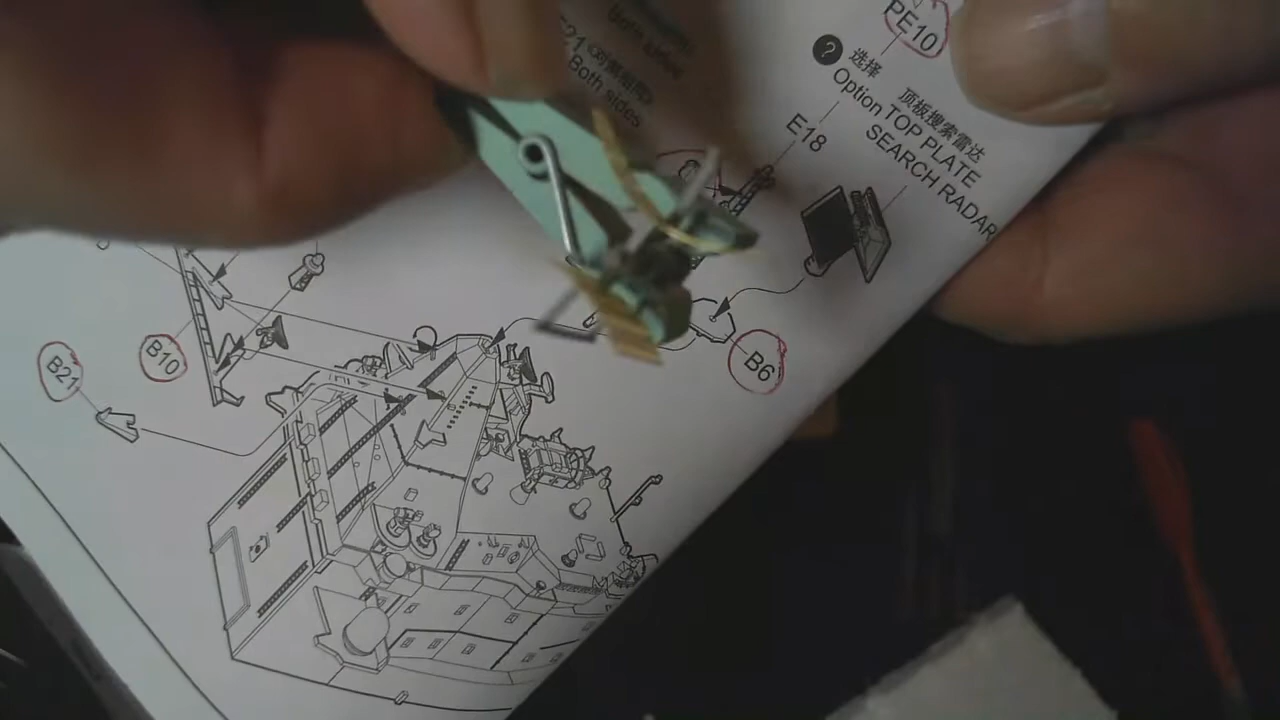 PE10
?
选择
Option
顶板搜索雷达
TOP PLATE
SEARCH RADAR
E18
E21
Both sides
B6
B10
B21